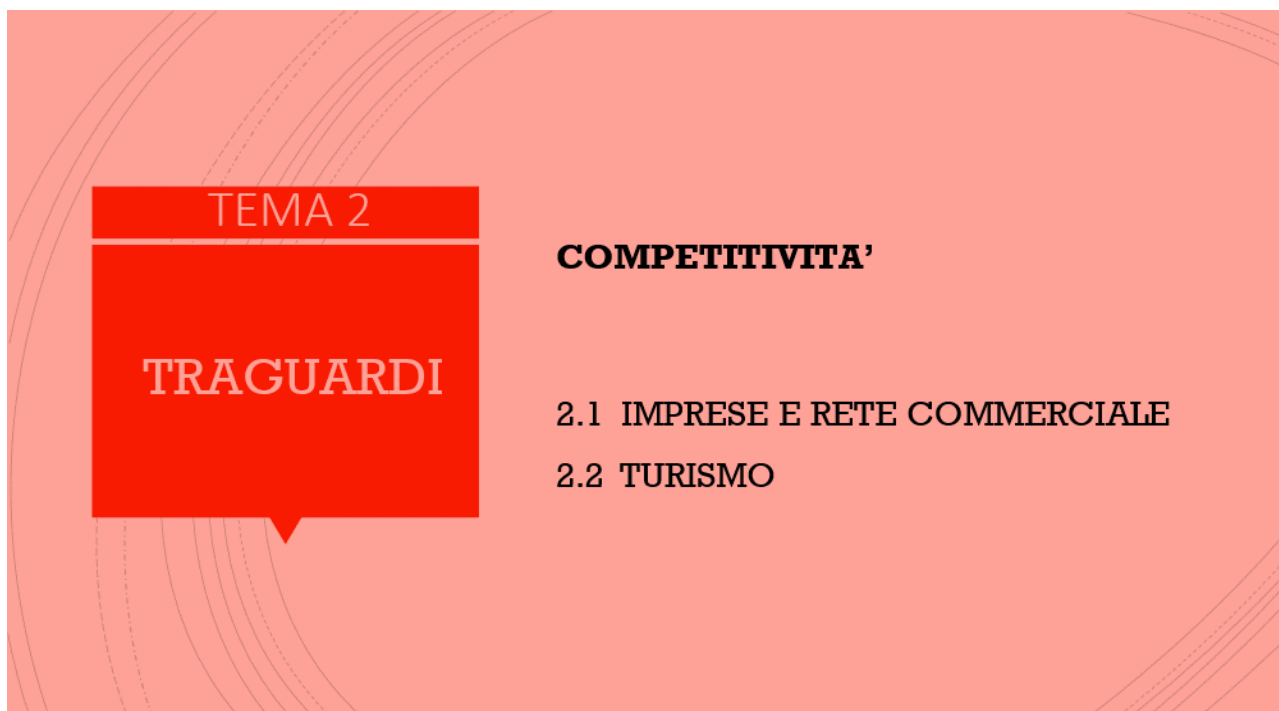 TEMA 2
TRAGUARDI
COMPETITIVITA’
2.1 IMPRESE E RETE COMMERCIALE
2.2 TURISMO